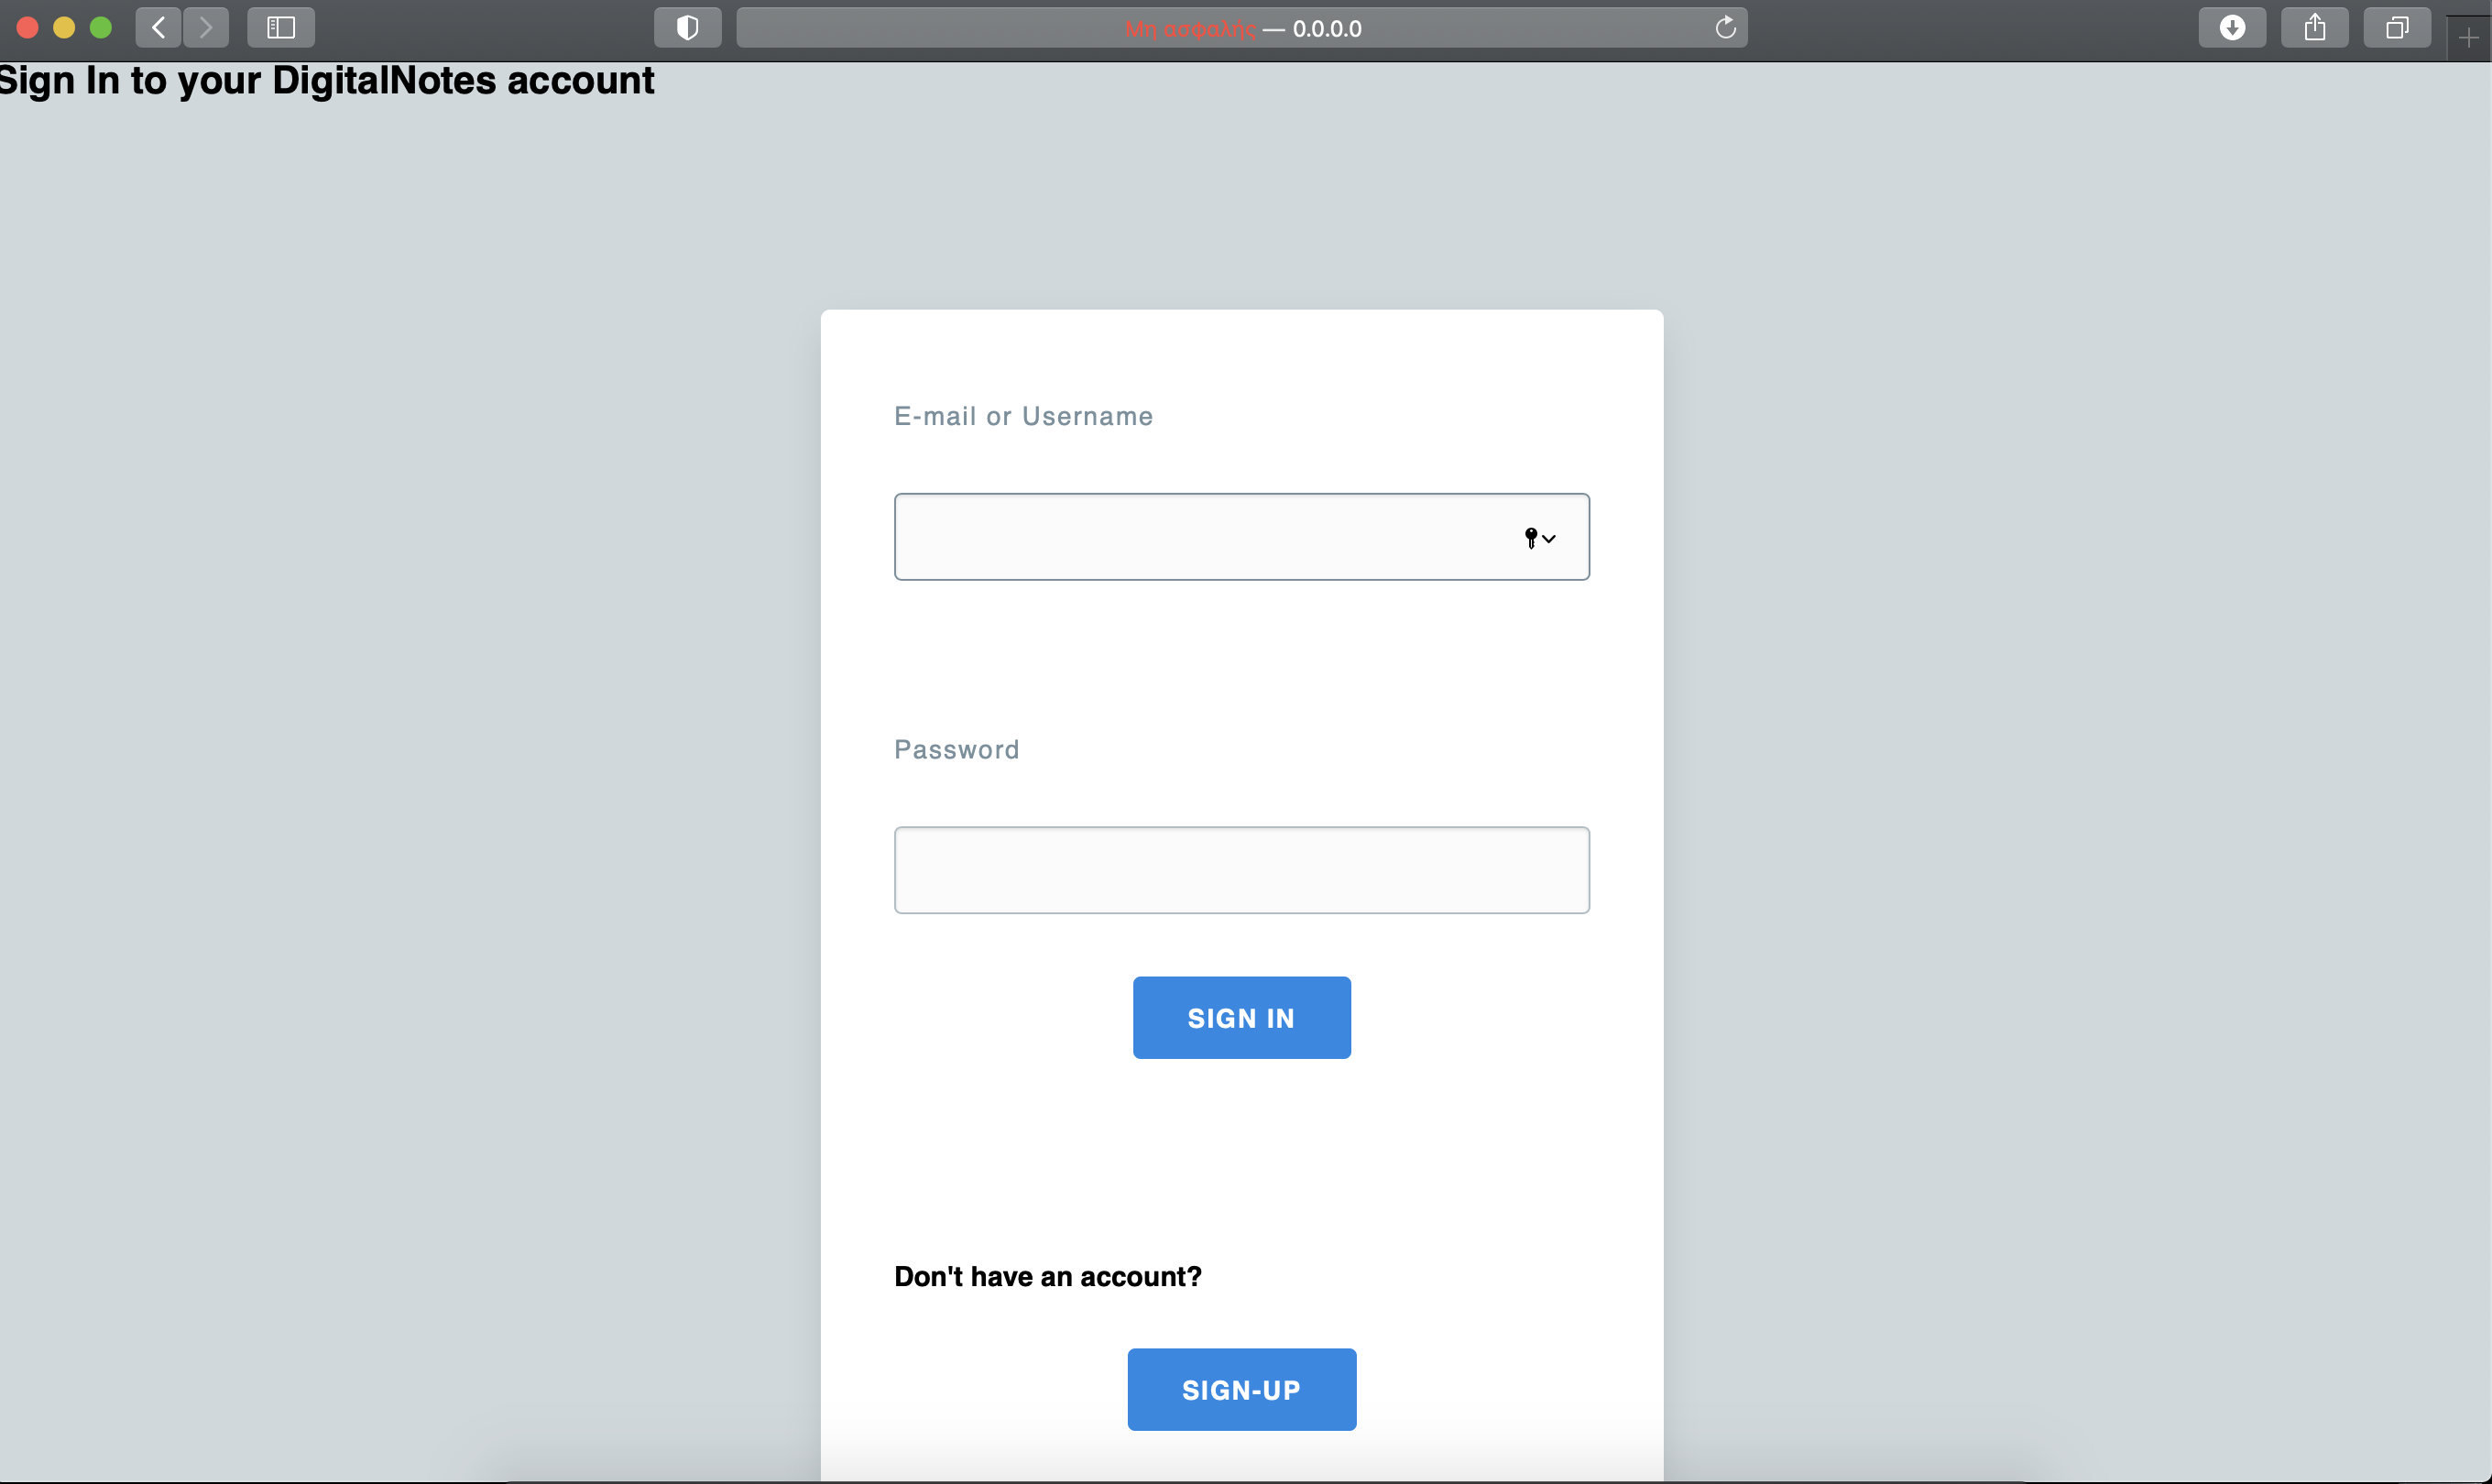 Μη ασφαλής — 0.0.0.0
Sign In to your DigitalNotes account
E-mail or Username
Password
SIGN IN
Don't have an account?
SIGN-UP